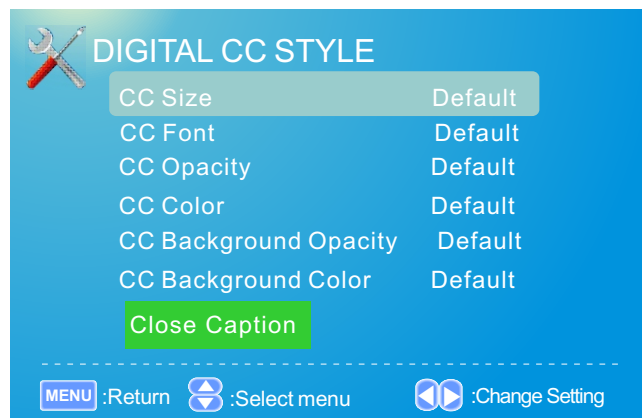 DIGITAL CC STYLE
CC Size Default
CC Font Default
CC Opacity Default
CC Color Default
CC Background Opacity Default
CC Background Color Default
Close Caption
MENU :Return :Select menu :Change Setting